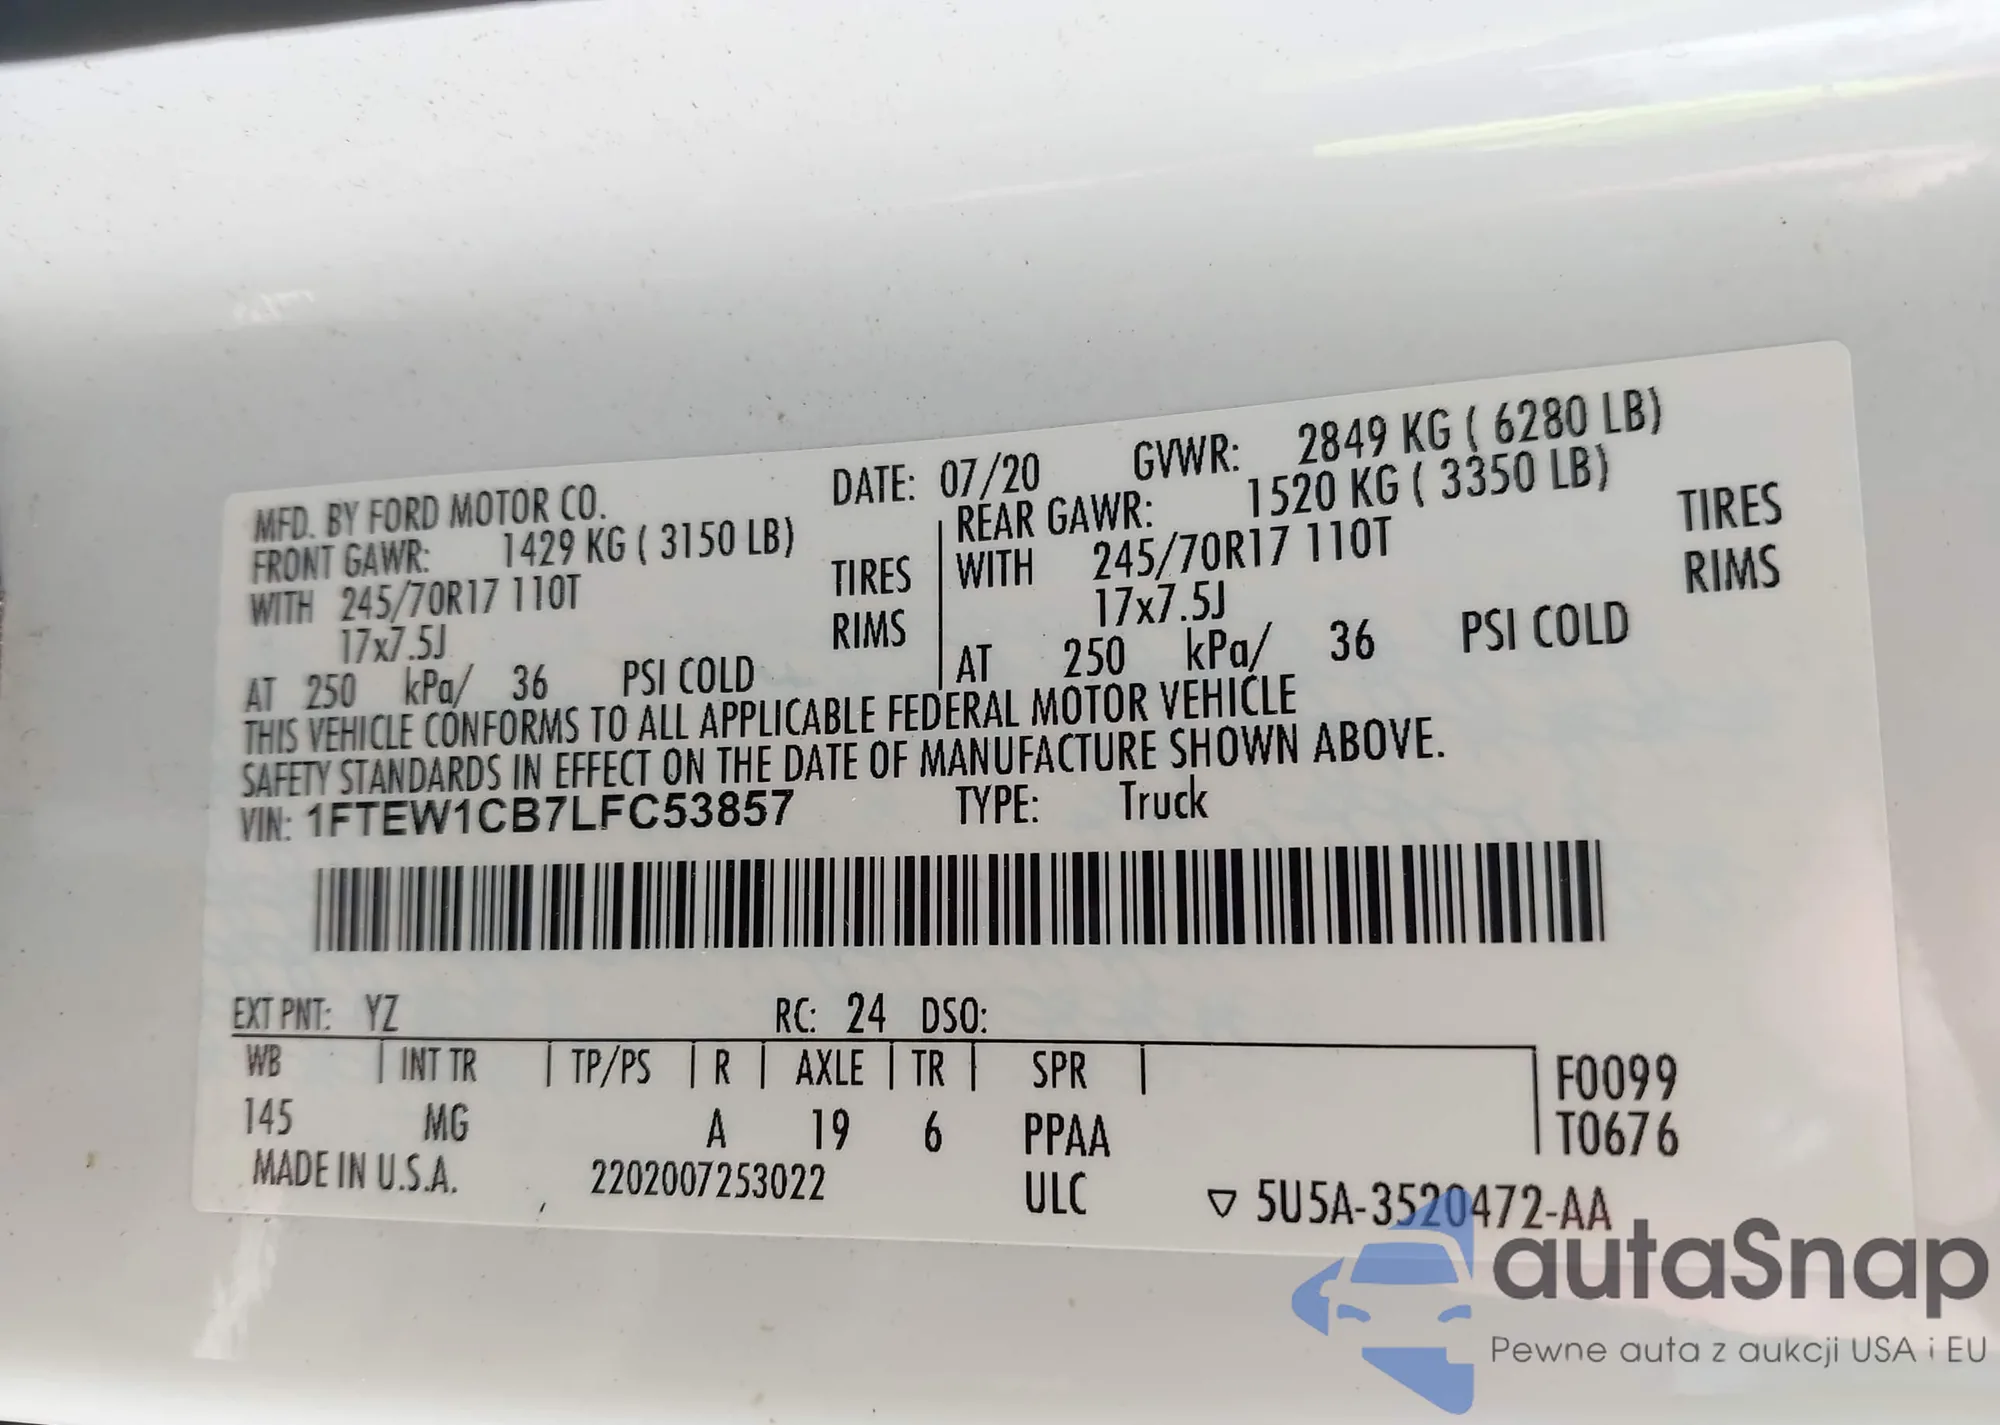 MFD. BY FORD MOTOR CO. DATE: 07/20 GVWR: 2849 KG ( 6280 LB)
FRONT GAWR: 1429 KG ( 3150 LB) REAR GAWR: 1520 KG ( 3350 LB)
WITH 245/70R17 110T TIRES WITH 245/70R17 110T TIRES
17x7.5J RIMS 17x7.5J RIMS
AT 250 kPa/ 36 PSI COLD AT 250 kPa/ 36 PSI COLD
THIS VEHICLE CONFORMS TO ALL APPLICABLE FEDERAL MOTOR VEHICLE
SAFETY STANDARDS IN EFFECT ON THE DATE OF MANUFACTURE SHOWN ABOVE.
VIN: 1FTEW1CB7LFC53857 TYPE: Truck
EXT PNT: YZ RC: 24 DSO:
WB INT TR TP/PS R AXLE TR SPR F0099
145 MG A 19 6 PPAA T0676
MADE IN U.S.A. 2202007253022 ULC ▽ 5U5A-3520472-AA
autaSnap
Pewne auta z aukcji USA i EU